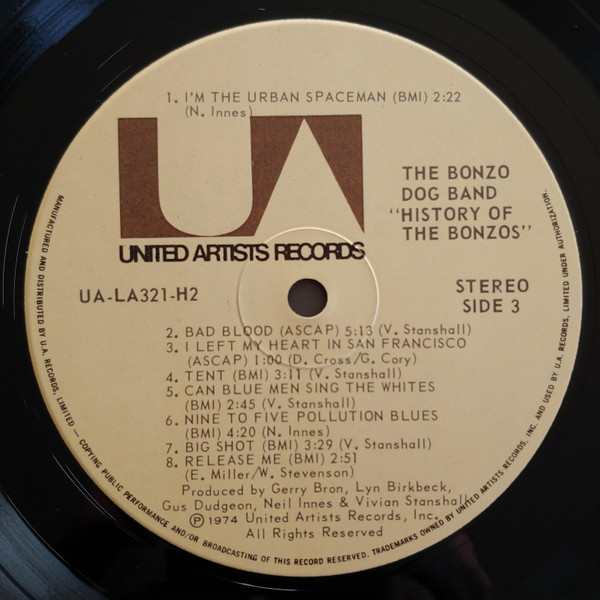 1. I'M THE URBAN SPACEMAN (BMI) 2:22
(N. Innes)
UA
UNITED ARTISTS RECORDS
THE BONZO
DOG BAND
"HISTORY OF
THE BONZOS"
UA-LA321-H2
STEREO
SIDE 3
2. BAD BLOOD (ASCAP) 5:13 (V. Stanshall)
3. I LEFT MY HEART IN SAN FRANCISCO
(ASCAP) 1:00 (D. Cross/G. Cory)
4. TENT (BMI) 3:11 (V. Stanshall)
5. CAN BLUE MEN SING THE WHITES
(BMI) 2:45 (V. Stanshall)
6. NINE TO FIVE POLLUTION BLUES
(BMI) 4:20 (N. Innes)
7. BIG SHOT (BMI) 3:29 (V. Stanshall)
8. RELEASE ME (BMI) 2:51
(E. Miller/W. Stevenson)
Produced by Gerry Bron, Lyn Birkbeck,
Gus Dudgeon, Neil Innes & Vivian Stanshall
Ⓟ 1974 United Artists Records, Inc.
All Rights Reserved
MANUFACTURED AND DISTRIBUTED BY U.A. RECORDS, LIMITED — COPYING PUBLIC PERFORMANCE AND/OR BROADCASTING OF THIS RECORD RESERVED. TRADEMARKS OWNED BY UNITED ARTISTS RECORDS, INC. AND USED BY U.A. RECORDS, LIMITED UNDER AUTHORIZATION.